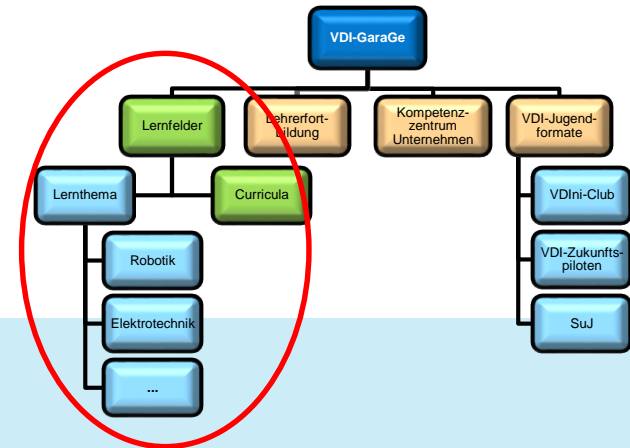 VDI-GaraGe
Lernfelder
Lehrerfort-
bildung
Kompetenz-
zentrum
Unternehmen
VDI-Jugend-
formate
Lernthema
Curricula
VDIni-Club
Robotik
VDI-Zukunfts-
piloten
Elektrotechnik
SuJ
...